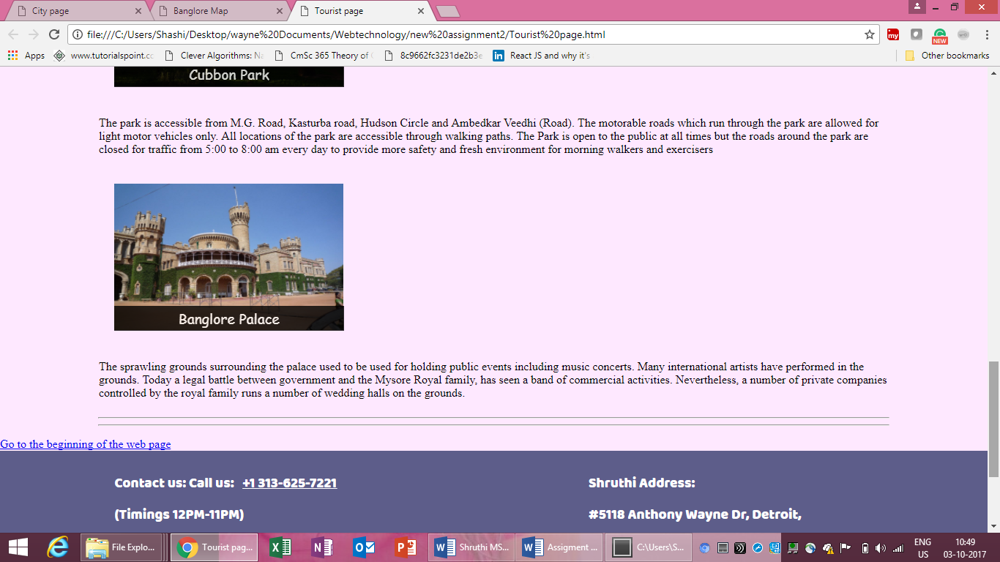 City page
Banglore Map
Tourist page
file:///C:/Users/Shashi/Desktop/wayne%20Documents/Webtechnology/new%20assignment2/Tourist%20page.html
my
NEW
Apps
www.tutorialspoint.co
Clever Algorithms: Na
CmSc 365 Theory of
8c9662fc3231de2b3e
in
React JS and why it's
Other bookmarks
Cubbon Park
The park is accessible from M.G. Road, Kasturba road, Hudson Circle and Ambedkar Veedhi (Road). The motorable roads which run through the park are allowed for
light motor vehicles only. All locations of the park are accessible through walking paths. The Park is open to the public at all times but the roads around the park are
closed for traffic from 5:00 to 8:00 am every day to provide more safety and fresh environment for morning walkers and exercisers
Banglore Palace
The sprawling grounds surrounding the palace used to be used for holding public events including music concerts. Many international artists have performed in the
grounds. Today a legal battle between government and the Mysore Royal family, has seen a band of commercial activities. Nevertheless, a number of private companies
controlled by the royal family runs a number of wedding halls on the grounds.
Go to the beginning of the web page
Contact us: Call us: +1 313-625-7221
Shruthi Address:
(Timings 12PM-11PM)
#5118 Anthony Wayne Dr, Detroit,
File Explo...
Tourist pag...
Shruthi MS...
Assigment ...
C:\Users\S...
ENG
US
10:49
03-10-2017